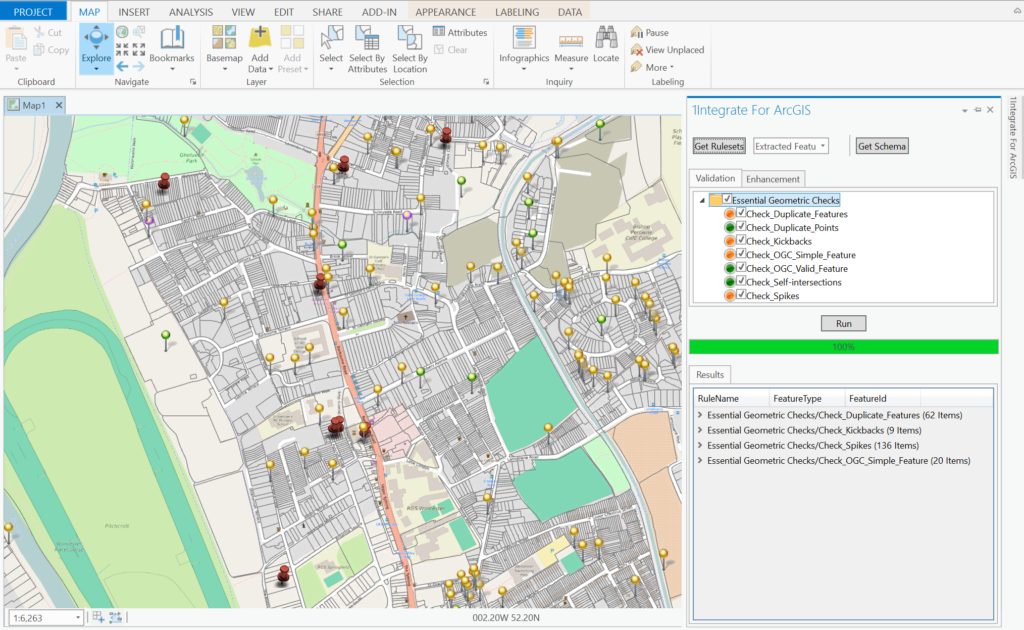 PROJECT MAP INSERT ANALYSIS VIEW EDIT SHARE ADD-IN APPEARANCE LABELING DATA
Paste
Cut
Copy
Clipboard
Explore
Bookmarks
Navigate
Basemap
Add Data
Add Preset
Layer
Select
Select By Attributes
Select By Location
Attributes
Clear
Selection
Infographics
Measure
Locate
Inquiry
Pause
View Unplaced
More
Labeling
Map1
1Integrate For ArcGIS
1Integrate For ArcGIS
Get Rulesets
Extracted Featu
Get Schema
Validation
Enhancement
Essential Geometric Checks
Check_Duplicate_Features
Check_Duplicate_Points
Check_Kickbacks
Check_OGC_Simple_Feature
Check_OGC_Valid_Feature
Check_Self-intersections
Check_Spikes
Run
100%
Results
RuleName FeatureType FeatureId
Essential Geometric Checks/Check_Duplicate_Features (62 Items)
Essential Geometric Checks/Check_Kickbacks (9 Items)
Essential Geometric Checks/Check_Spikes (136 Items)
Essential Geometric Checks/Check_OGC_Simple_Feature (20 Items)
Racecourse
1:6,263
002.20W 52.20N